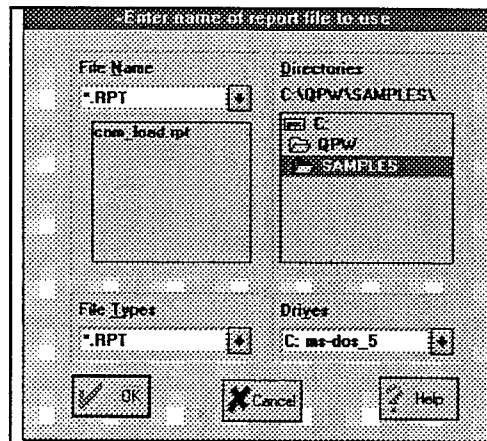 Enter name of report file to use
File Name
*.RPT
com_load.rpt
Directories
C:\QPW\SAMPLES\
C:
QPW
SAMPLES
File Types
*.RPT
Drives
C: ms-dos_5
OK
Cancel
Help